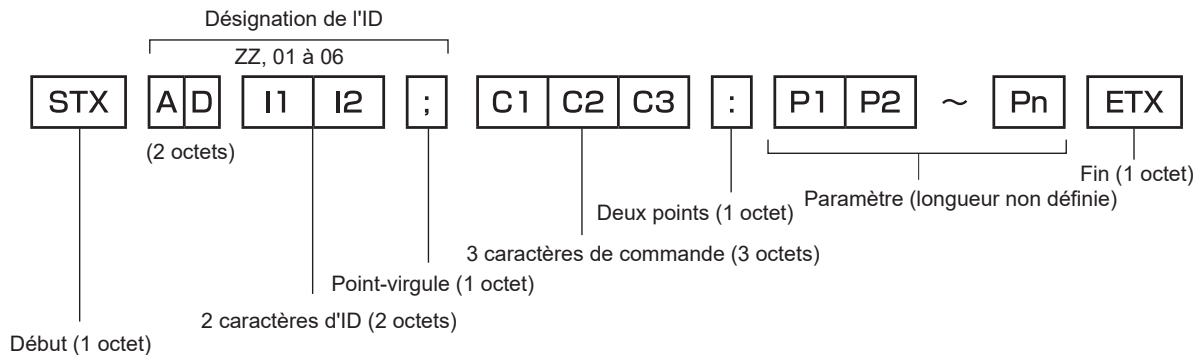 Désignation de l'ID
ZZ, 01 à 06
STX A D I1 I2 ; C1 C2 C3 : P1 P2 ～ Pn ETX
(2 octets)
Fin (1 octet)
Paramètre (longueur non définie)
Deux points (1 octet)
3 caractères de commande (3 octets)
Point-virgule (1 octet)
2 caractères d'ID (2 octets)
Début (1 octet)